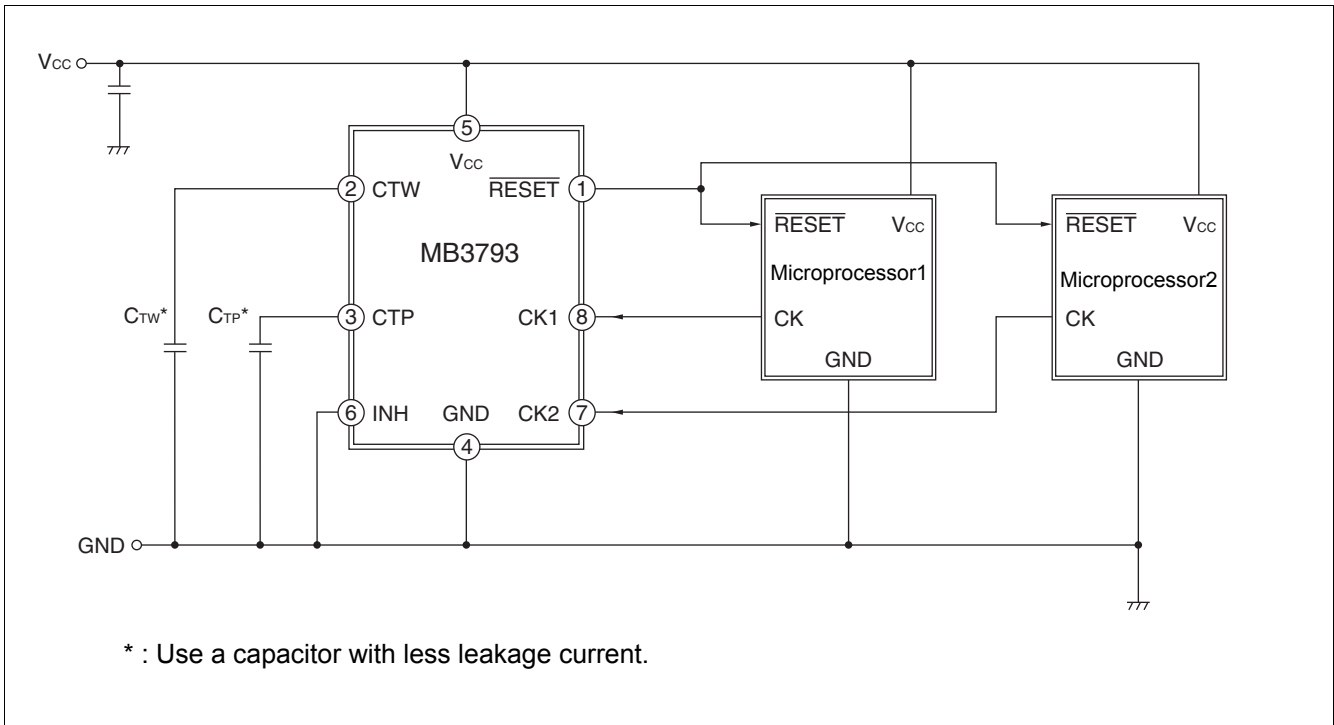 VCC
5
VCC
2 CTW
RESET 1
RESET VCC
RESET VCC
MB3793
Microprocessor1
Microprocessor2
CTW*
CTP*
3 CTP
CK1 8
CK
CK
GND
GND
6 INH GND CK2 7
4
GND
* : Use a capacitor with less leakage current.